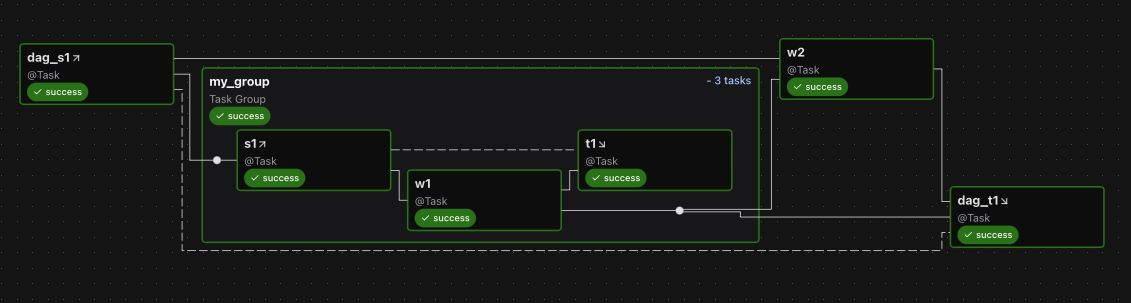 dag_s1
@Task
success
my_group
- 3 tasks
Task Group
success
s1
@Task
success
w1
@Task
success
t1
@Task
success
w2
@Task
success
dag_t1
@Task
success